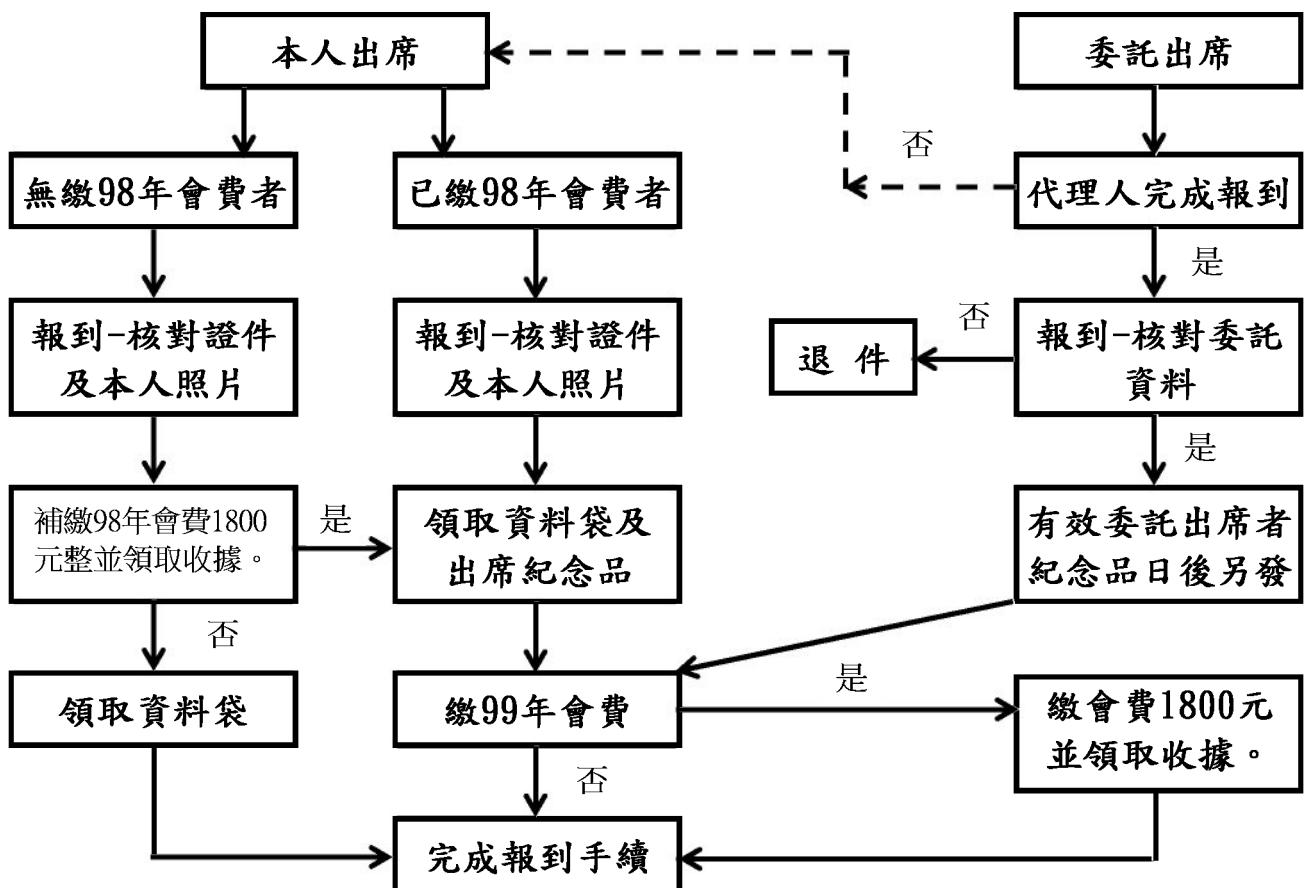 本人出席
委託出席
否
無繳98年會費者
已繳98年會費者
代理人完成報到
是
報到-核對證件
及本人照片
報到-核對證件
及本人照片
退 件
否
報到-核對委託
資料
是
補繳98年會費1800
元整並領取收據。
是
領取資料袋及
出席紀念品
有效委託出席者
紀念品日後另發
否
領取資料袋
繳99年會費
是
繳會費1800元
並領取收據。
否
完成報到手續